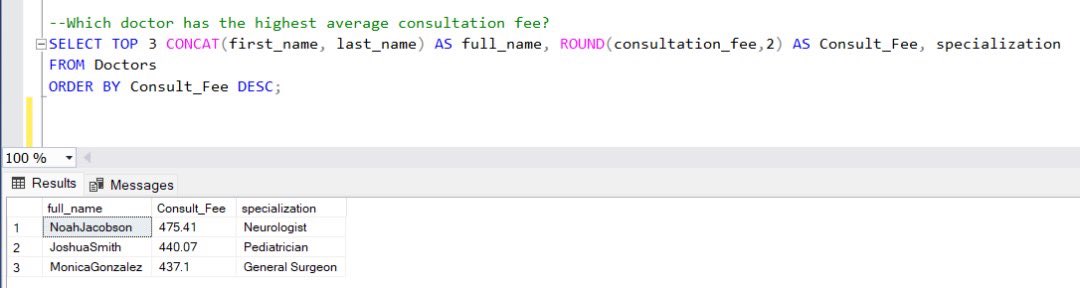 --Which doctor has the highest average consultation fee?
SELECT TOP 3 CONCAT(first_name, last_name) AS full_name, ROUND(consultation_fee,2) AS Consult_Fee, specialization
FROM Doctors
ORDER BY Consult_Fee DESC;
100 %
Results Messages
full_name Consult_Fee specialization
1 NoahJacobson 475.41 Neurologist
2 JoshuaSmith 440.07 Pediatrician
3 MonicaGonzalez 437.1 General Surgeon